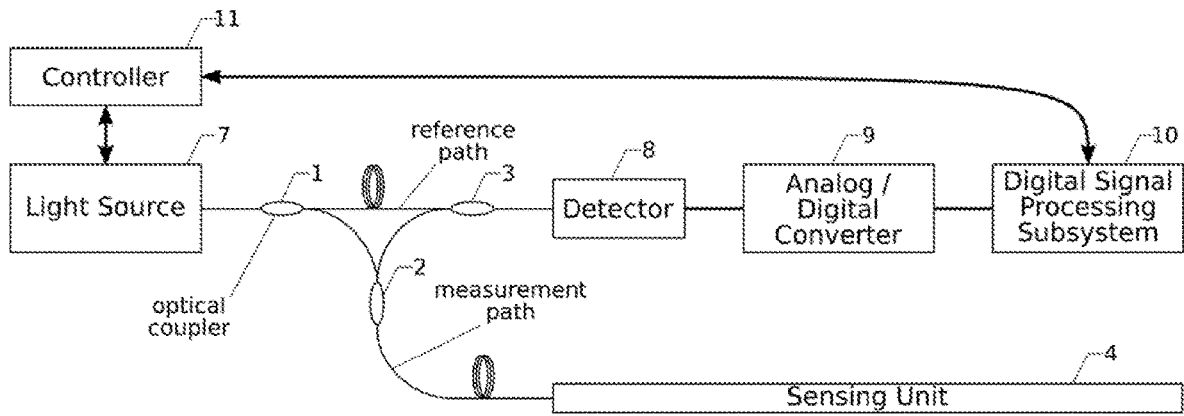 11
Controller
7
Light Source
1
reference
path
3
8
Detector
9
Analog /
Digital
Converter
10
Digital Signal
Processing
Subsystem
optical
coupler
2
measurement
path
4
Sensing Unit